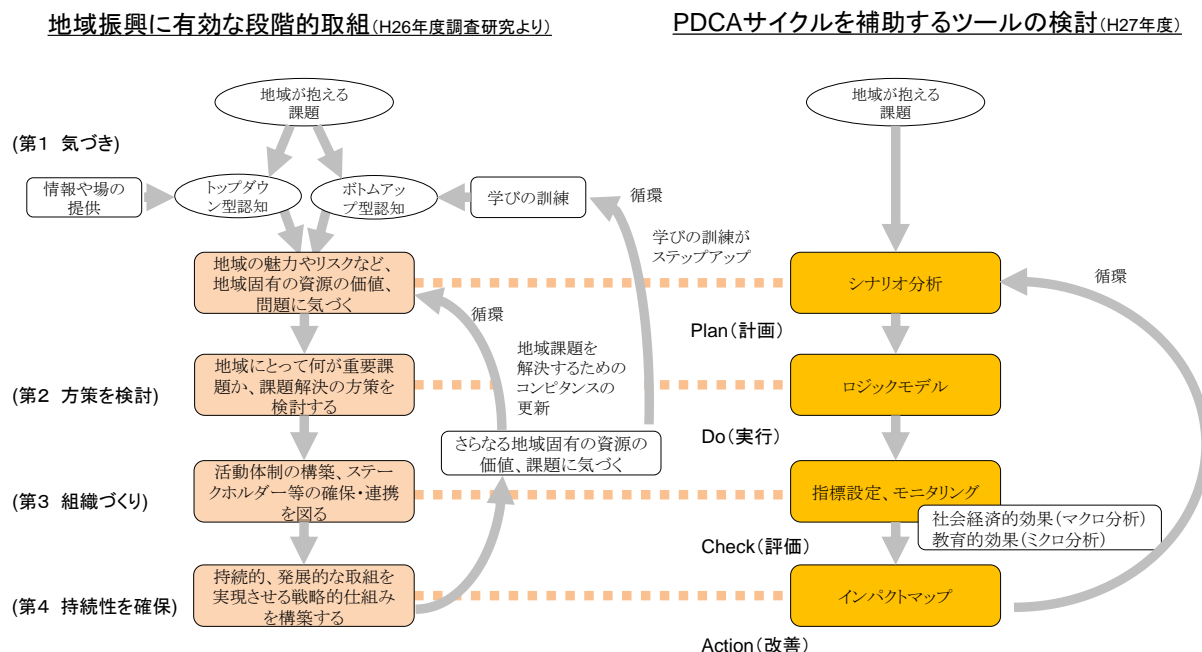 地域振興に有効な段階的取組(H26年度調査研究より)
PDCAサイクルを補助するツールの検討(H27年度)
地域が抱える
課題
(第1 気づき)
情報や場の
提供
トップダウ
ン型認知
ボトムアッ
プ型認知
学びの訓練
循環
学びの訓練が
ステップアップ
地域の魅力やリスクなど、
地域固有の資源の価値、
問題に気づく
循環
地域課題を
解決するための
コンピタンスの
更新
(第2 方策を検討)
地域にとって何が重要課
題か、課題解決の方策を
検討する
さらなる地域固有の資源の
価値、課題に気づく
(第3 組織づくり)
活動体制の構築、ステー
クホルダー等の確保・連携
を図る
(第4 持続性を確保)
持続的、発展的な取組を
実現させる戦略的仕組み
を構築する
地域が抱える
課題
シナリオ分析
循環
Plan(計画)
ロジックモデル
Do(実行)
指標設定、モニタリング
社会経済的効果(マクロ分析)
教育的効果(ミクロ分析)
Check(評価)
インパクトマップ
Action(改善)